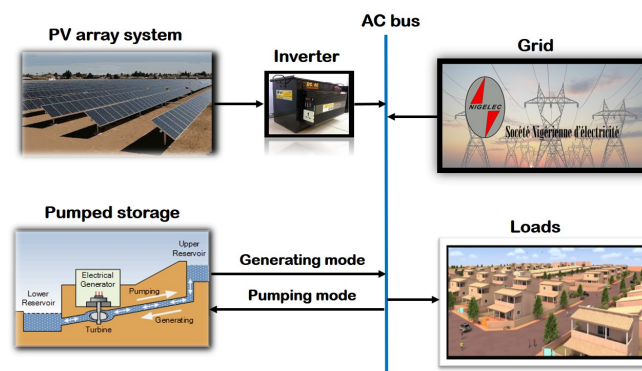 AC bus
PV array system
Inverter
Grid
NIGELEC
Socété Nigérienne d'électricité
Pumped storage
Loads
Upper
Reservoir
Electrical
Generator
Lower
Reservoir
Pumping
Generating
Turbine
Generating mode
Pumping mode